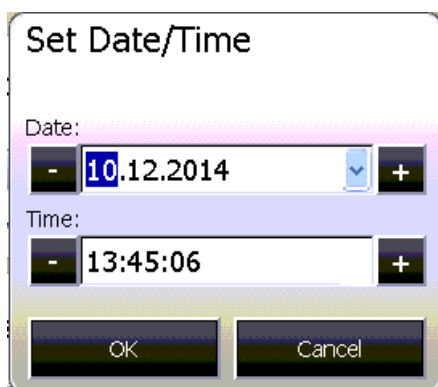 Set Date/Time
Date:
- 10.12.2014 +
Time:
- 13:45:06 +
OK Cancel